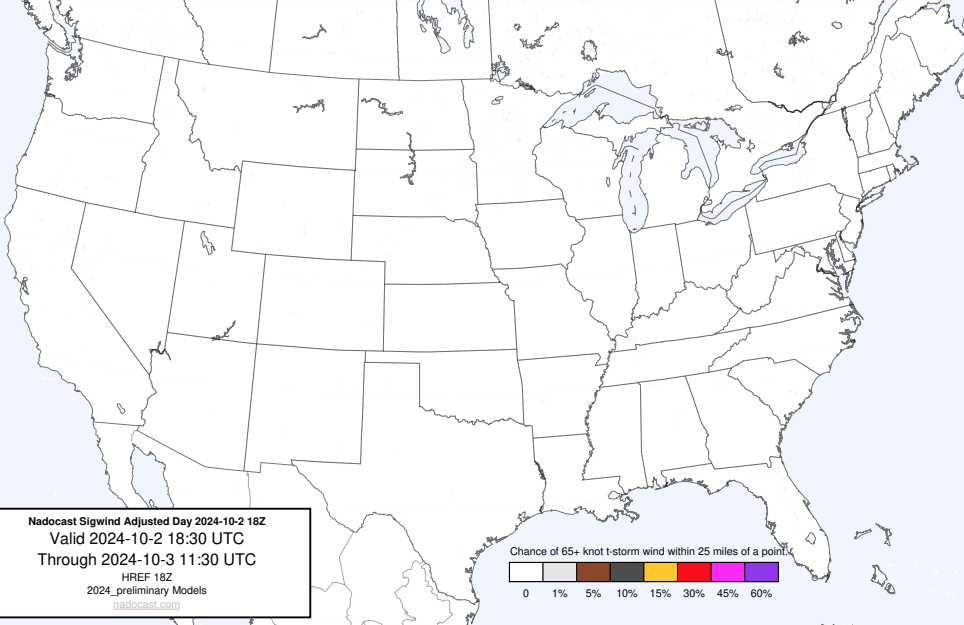 Nadocast Sigwind Adjusted Day 2024-10-2 18Z
Valid 2024-10-2 18:30 UTC
Through 2024-10-3 11:30 UTC
HREF 18Z
2024_preliminary Models
nadocast.com
Chance of 65+ knot t-storm wind within 25 miles of a point.
0 1% 5% 10% 15% 30% 45% 60%